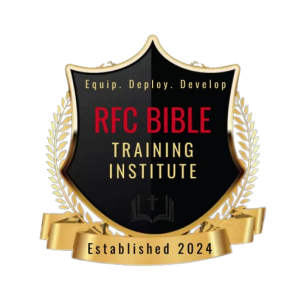 Equip. Deploy. Develop
RFC BIBLE
TRAINING
INSTITUTE
Established 2024